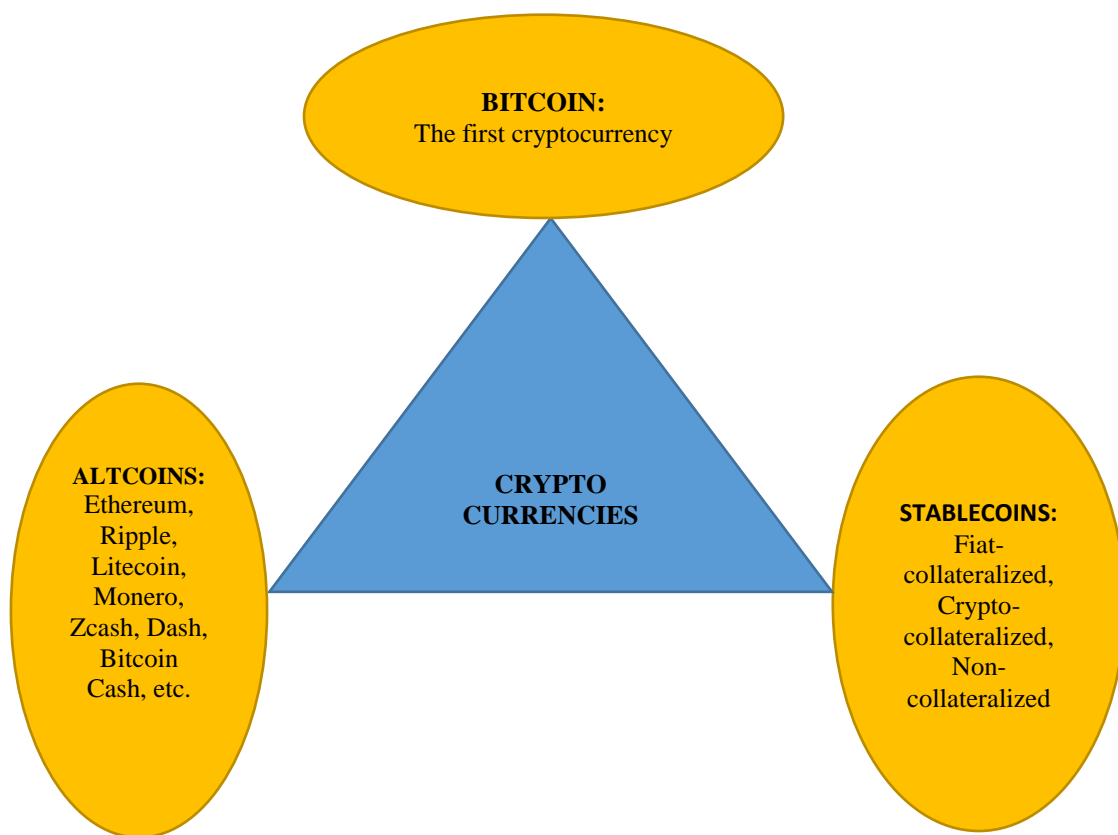 BITCOIN:
The first cryptocurrency
ALTCOINS:
Ethereum,
Ripple,
Litecoin,
Monero,
Zcash, Dash,
Bitcoin
Cash, etc.
CRYPTO
CURRENCIES
STABLECOINS:
Fiat-
collateralized,
Crypto-
collateralized,
Non-
collateralized